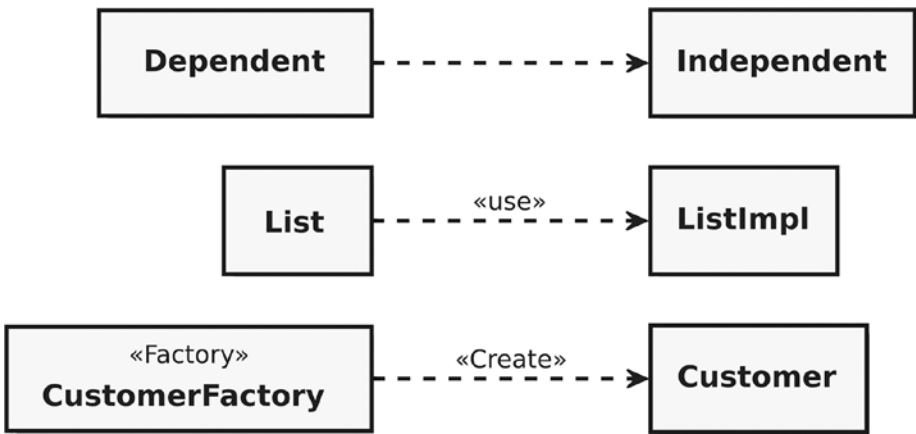 Dependent
Independent
List
«use»
ListImpl
«Factory»
CustomerFactory
«Create»
Customer